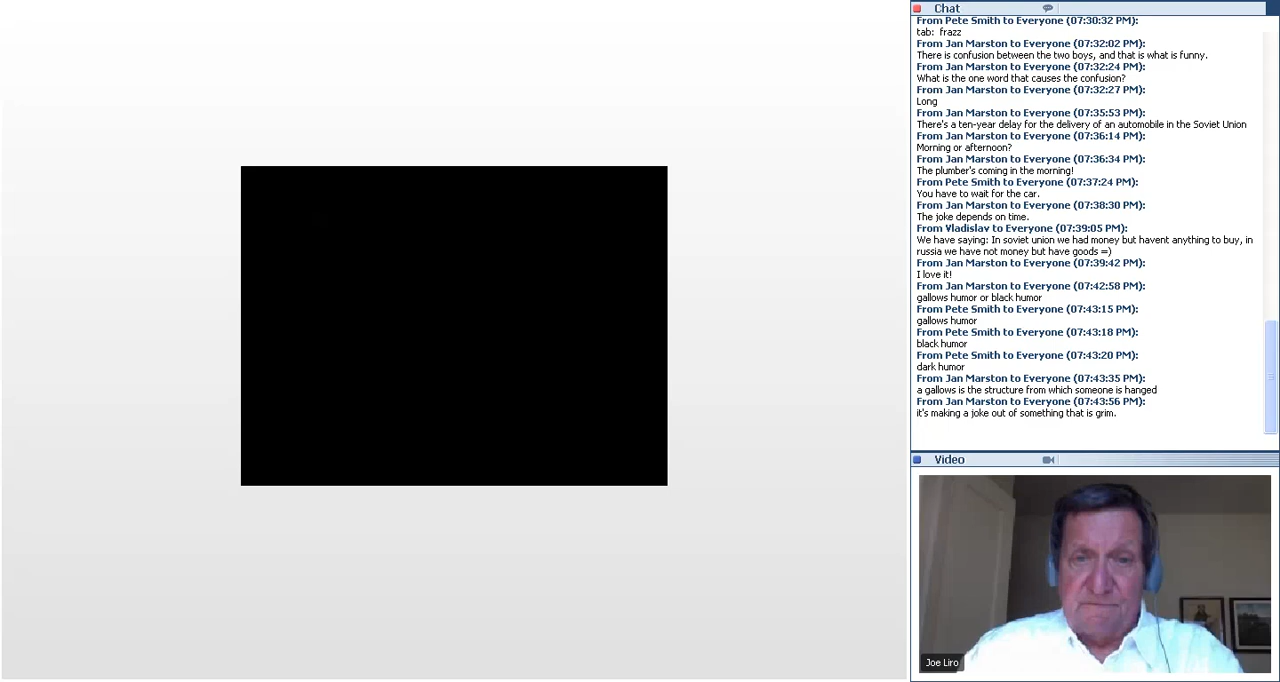 Chat
From Pete Smith to Everyone (07:30:32 PM):
tab:  frazz
From Jan Marston to Everyone (07:32:02 PM):
There is confusion between the two boys, and that is what is funny.
From Jan Marston to Everyone (07:32:24 PM):
What is the one word that causes the confusion?
From Jan Marston to Everyone (07:32:27 PM):
Long
From Jan Marston to Everyone (07:35:53 PM):
There's a ten-year delay for the delivery of an automobile in the Soviet Union
From Jan Marston to Everyone (07:36:14 PM):
Morning or afternoon?
From Jan Marston to Everyone (07:36:34 PM):
The plumber's coming in the morning!
From Pete Smith to Everyone (07:37:24 PM):
You have to wait for the car.
From Jan Marston to Everyone (07:38:30 PM):
The joke depends on time.
From Vladislav to Everyone (07:39:05 PM):
We have saying: In soviet union we had money but havent anything to buy, in
russia we have not money but have goods =)
From Jan Marston to Everyone (07:39:42 PM):
I love it!
From Jan Marston to Everyone (07:42:58 PM):
gallows humor or black humor
From Pete Smith to Everyone (07:43:15 PM):
gallows humor
From Pete Smith to Everyone (07:43:18 PM):
black humor
From Pete Smith to Everyone (07:43:20 PM):
dark humor
From Jan Marston to Everyone (07:43:35 PM):
a gallows is the structure from which someone is hanged
From Jan Marston to Everyone (07:43:56 PM):
it's making a joke out of something that is grim.
Video
Joe Liro